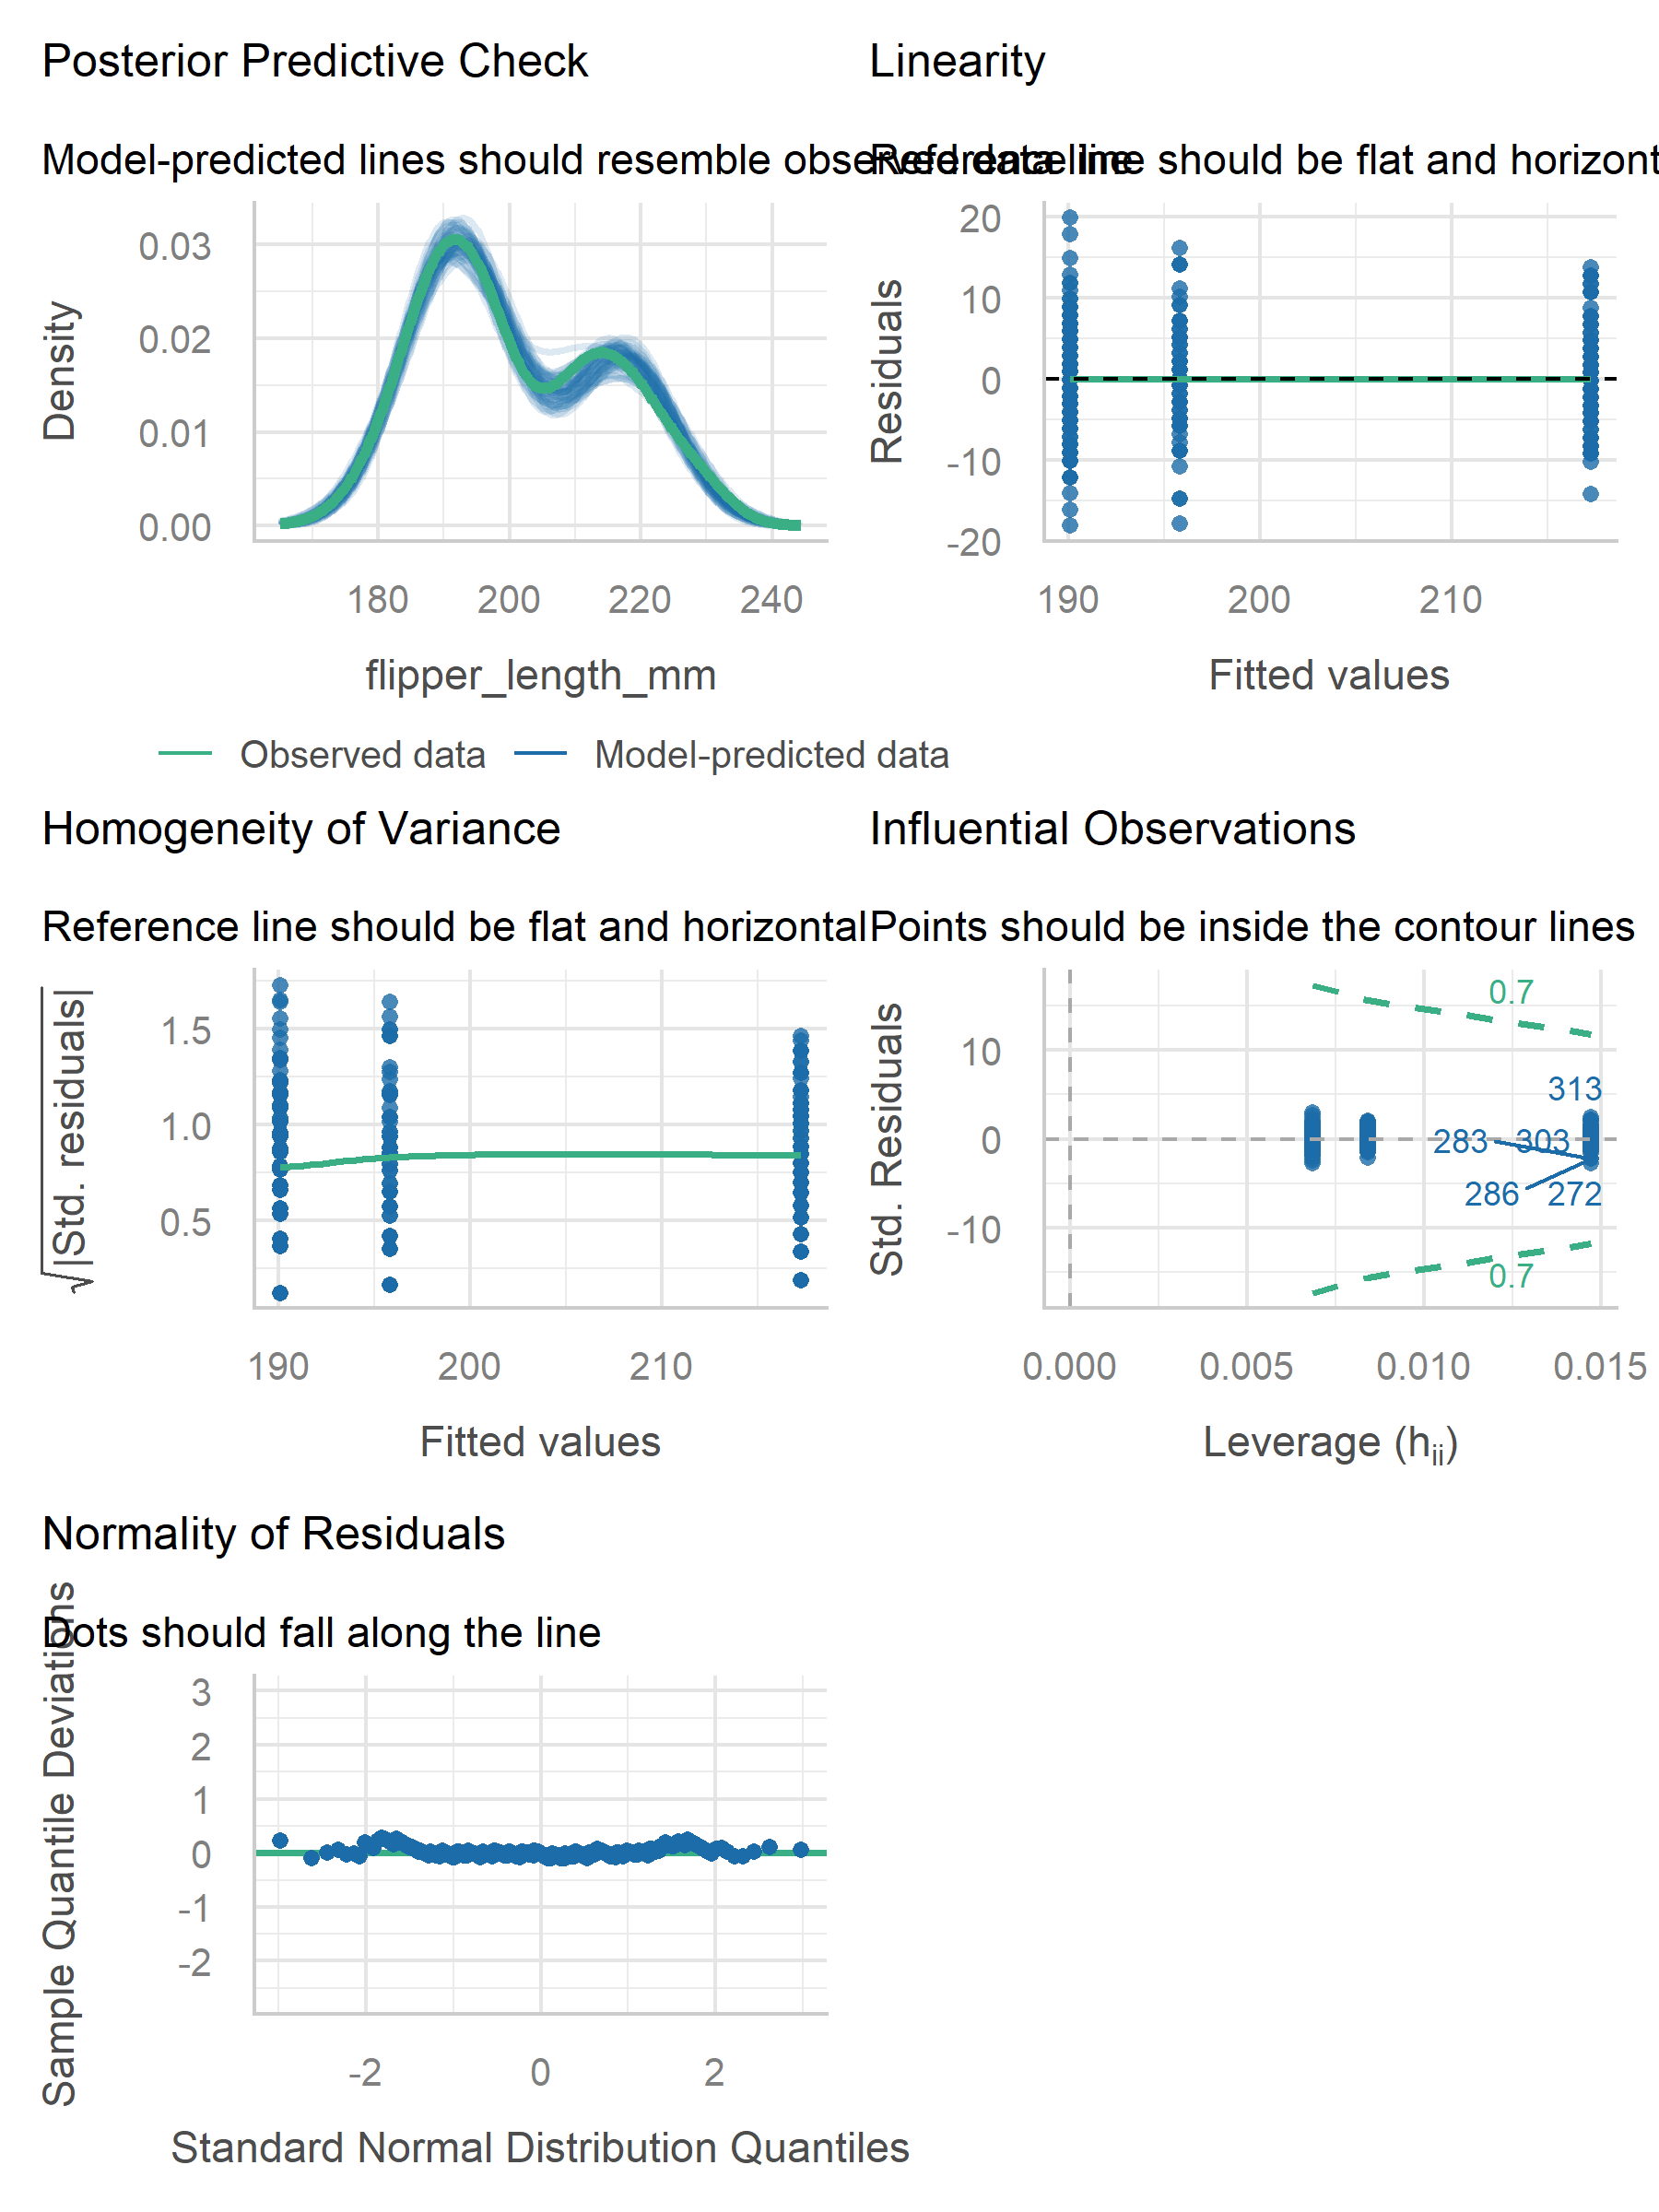 Posterior Predictive Check
Model-predicted lines should resemble observed data line
Density
0.03
0.02
0.01
0.00
180 200 220 240
flipper_length_mm
Observed data Model-predicted data
Linearity
Reference line should be flat and horizont
Residuals
20
10
0
-10
-20
190 200 210
Fitted values
Homogeneity of Variance
Reference line should be flat and horizontal
√|Std. residuals|
1.5
1.0
0.5
190 200 210
Fitted values
Influential Observations
Points should be inside the contour lines
Std. Residuals
10
0
-10
0.7
313
283 303
286 272
0.7
0.000 0.005 0.010 0.015
Leverage (hii)
Normality of Residuals
Dots should fall along the line
Sample Quantile Deviations
3
2
1
0
-1
-2
-2 0 2
Standard Normal Distribution Quantiles